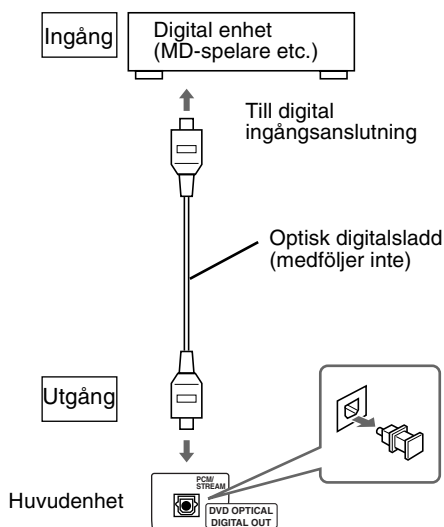 Ingång
Digital enhet
(MD-spelare etc.)
Till digital
ingångsanslutning
Optisk digitalsladd
(medföljer inte)
Utgång
Huvudenhet
PCM/
STREAM
DVD OPTICAL
DIGITAL OUT